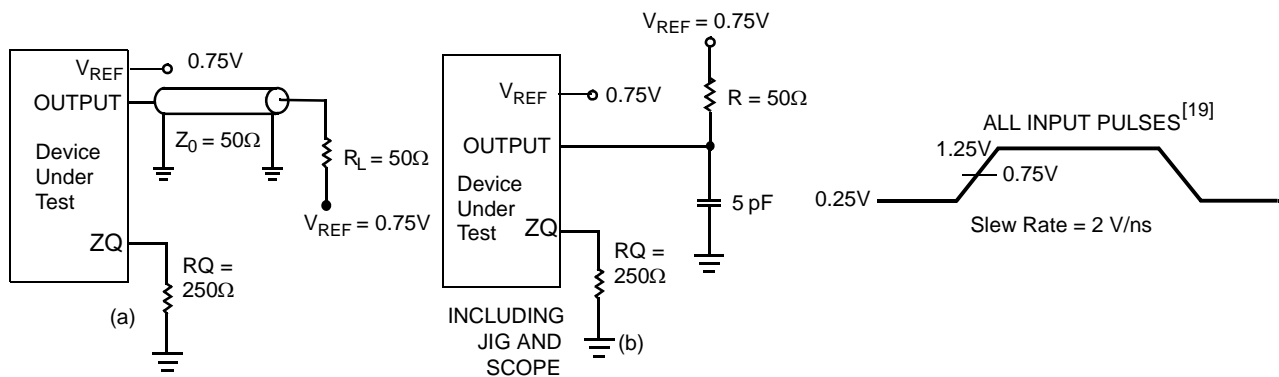 VREF 0.75V
OUTPUT
Z0 = 50Ω
Device
Under
Test
RL = 50Ω
VREF = 0.75V
ZQ
RQ =
250Ω
(a)
VREF = 0.75V
R = 50Ω
VREF 0.75V
OUTPUT
Device
Under
Test
5 pF
ZQ
RQ =
250Ω
INCLUDING
JIG AND
SCOPE
(b)
ALL INPUT PULSES[19]
1.25V
0.75V
0.25V
Slew Rate = 2 V/ns